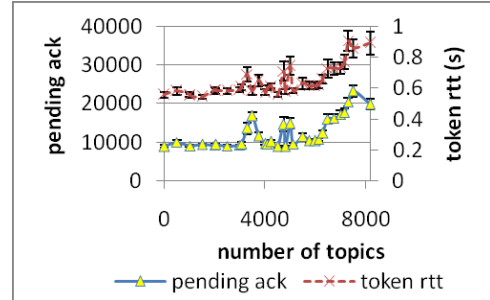 40000
30000
20000
10000
0
pending ack
1
0.8
0.6
0.4
0.2
0
token rtt (s)
0 4000 8000
number of topics
pending ack token rtt